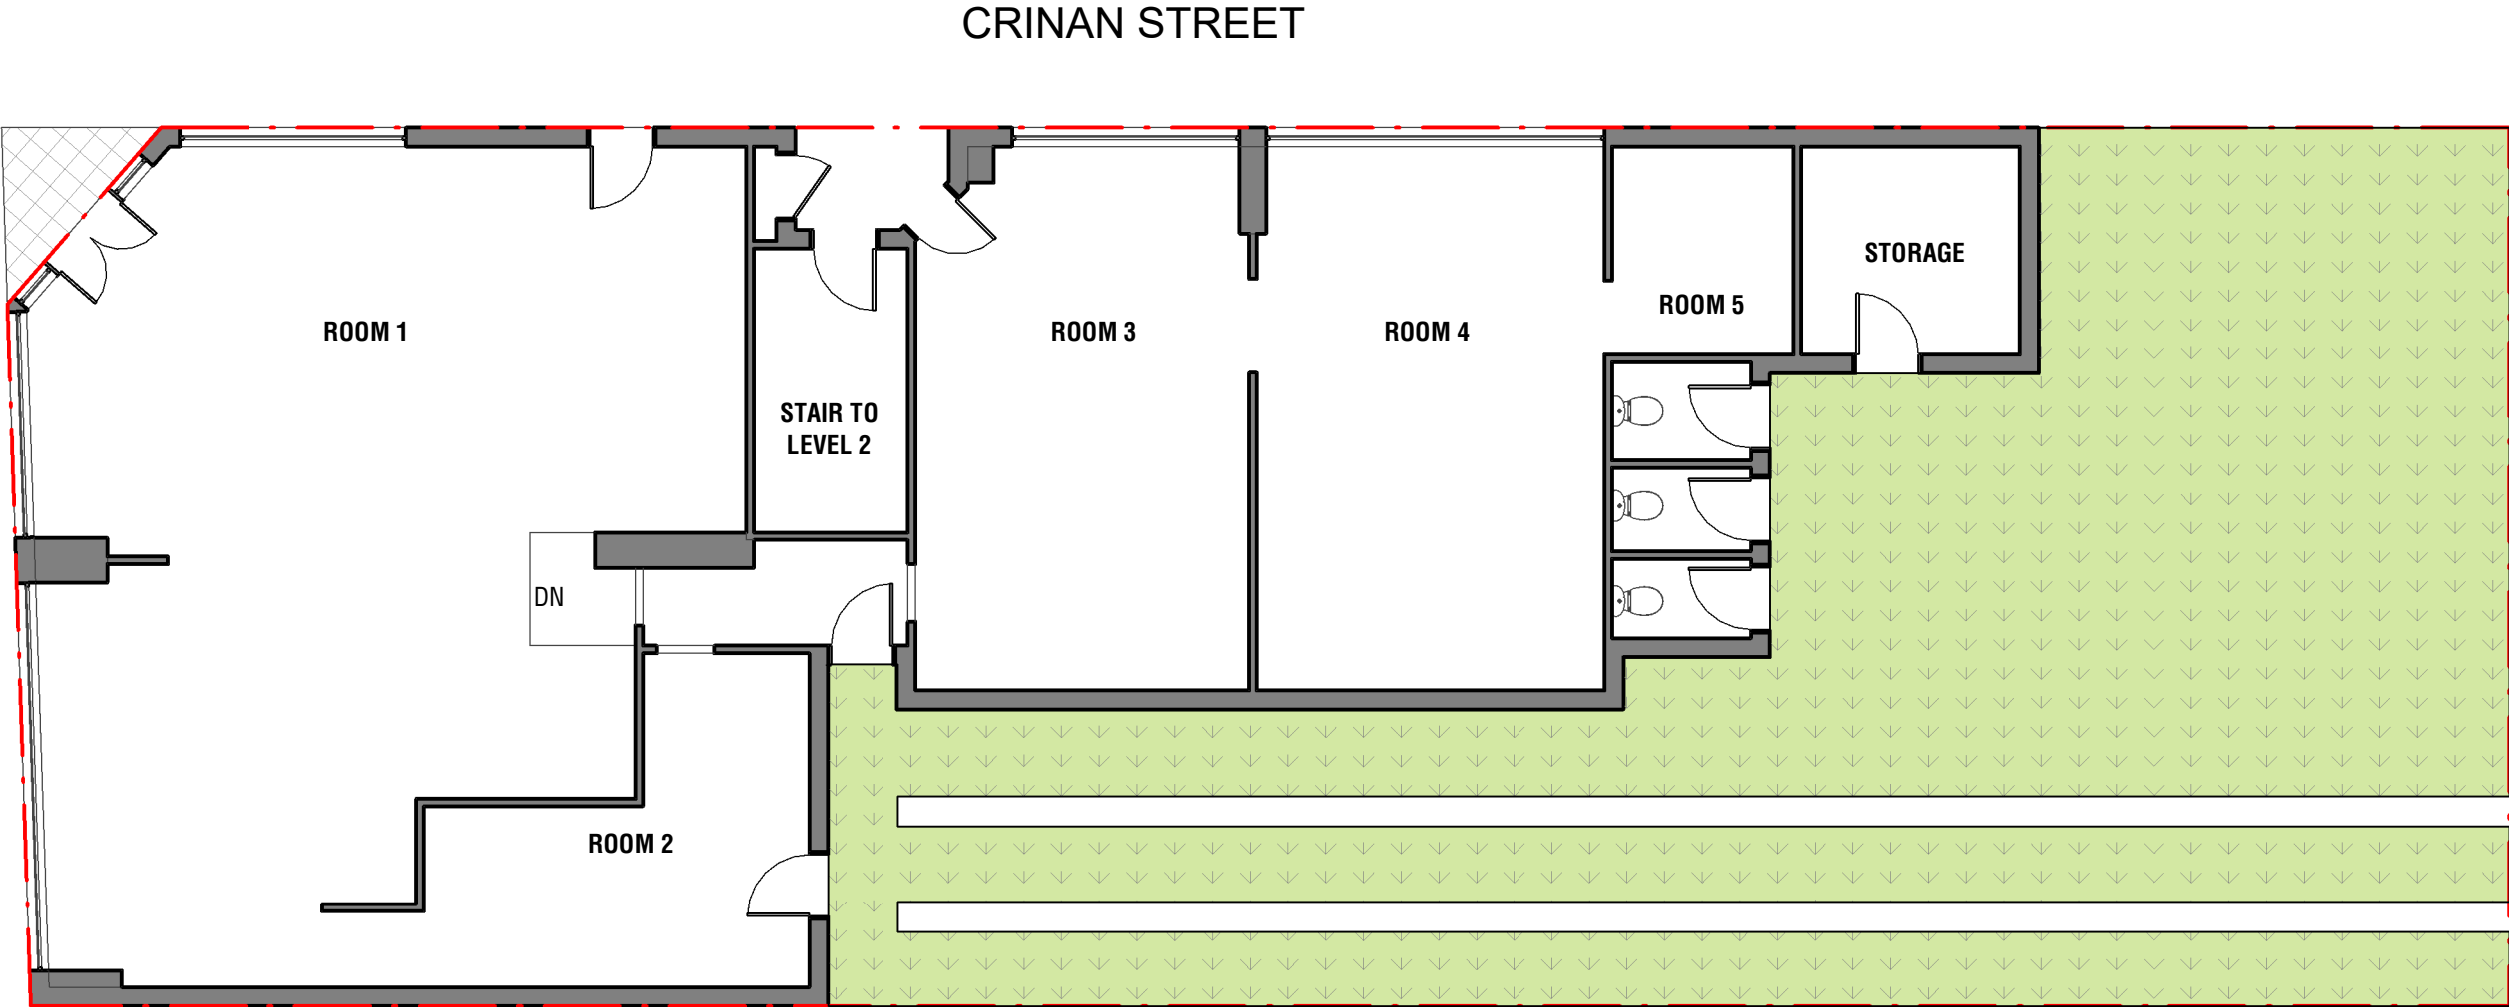 CRINAN STREET
STORAGE
ROOM 5
ROOM 1
ROOM 3
ROOM 4
STAIR TO
LEVEL 2
DN
ROOM 2